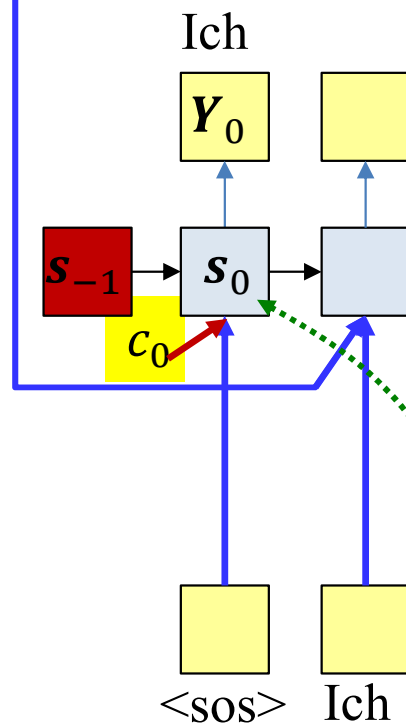 Ich
Y₀
s₋₁
s₀
c₀
<sos> Ich